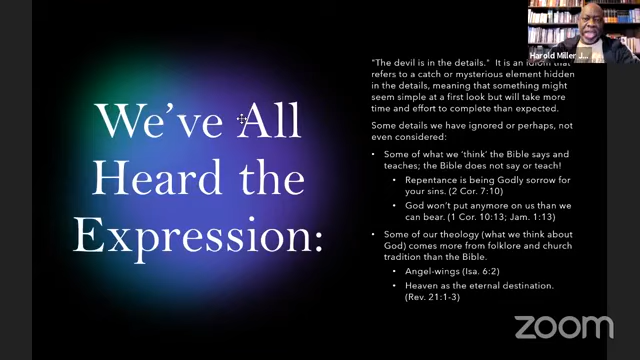 Harold Miller J...
We've All
Heard the
Expression:
"The devil is in the details." It is an idiom that
refers to a catch or mysterious element hidden
in the details, meaning that something might
seem simple at a first look but will take more
time and effort to complete than expected.
Some details we have ignored or perhaps, not
even considered:
• Some of what we 'think' the Bible says and
teaches; the Bible does not say or teach!
• Repentance is being Godly sorrow for
your sins. (2 Cor. 7:10)
• God won't put anymore on us than we
can bear. (1 Cor. 10:13; Jam. 1:13)
• Some of our theology (what we think about
God) comes more from folklore and church
tradition than the Bible.
• Angel-wings (Isa. 6:2)
• Heaven as the eternal destination.
(Rev. 21:1-3)
zoom